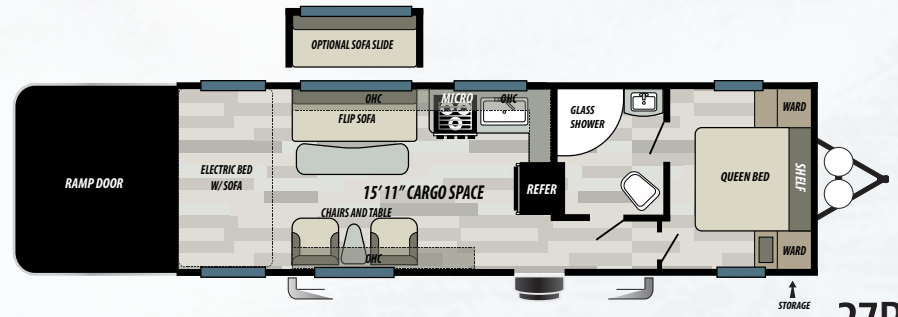 OPTIONAL SOFA SLIDE
OHC
MICRO
OHC
FLIP SOFA
GLASS
SHOWER
WARD
RAMP DOOR
ELECTRIC BED
W/ SOFA
15' 11" CARGO SPACE
REFER
QUEEN BED
SHELF
CHAIRS AND TABLE
OHC
WARD
STORAGE